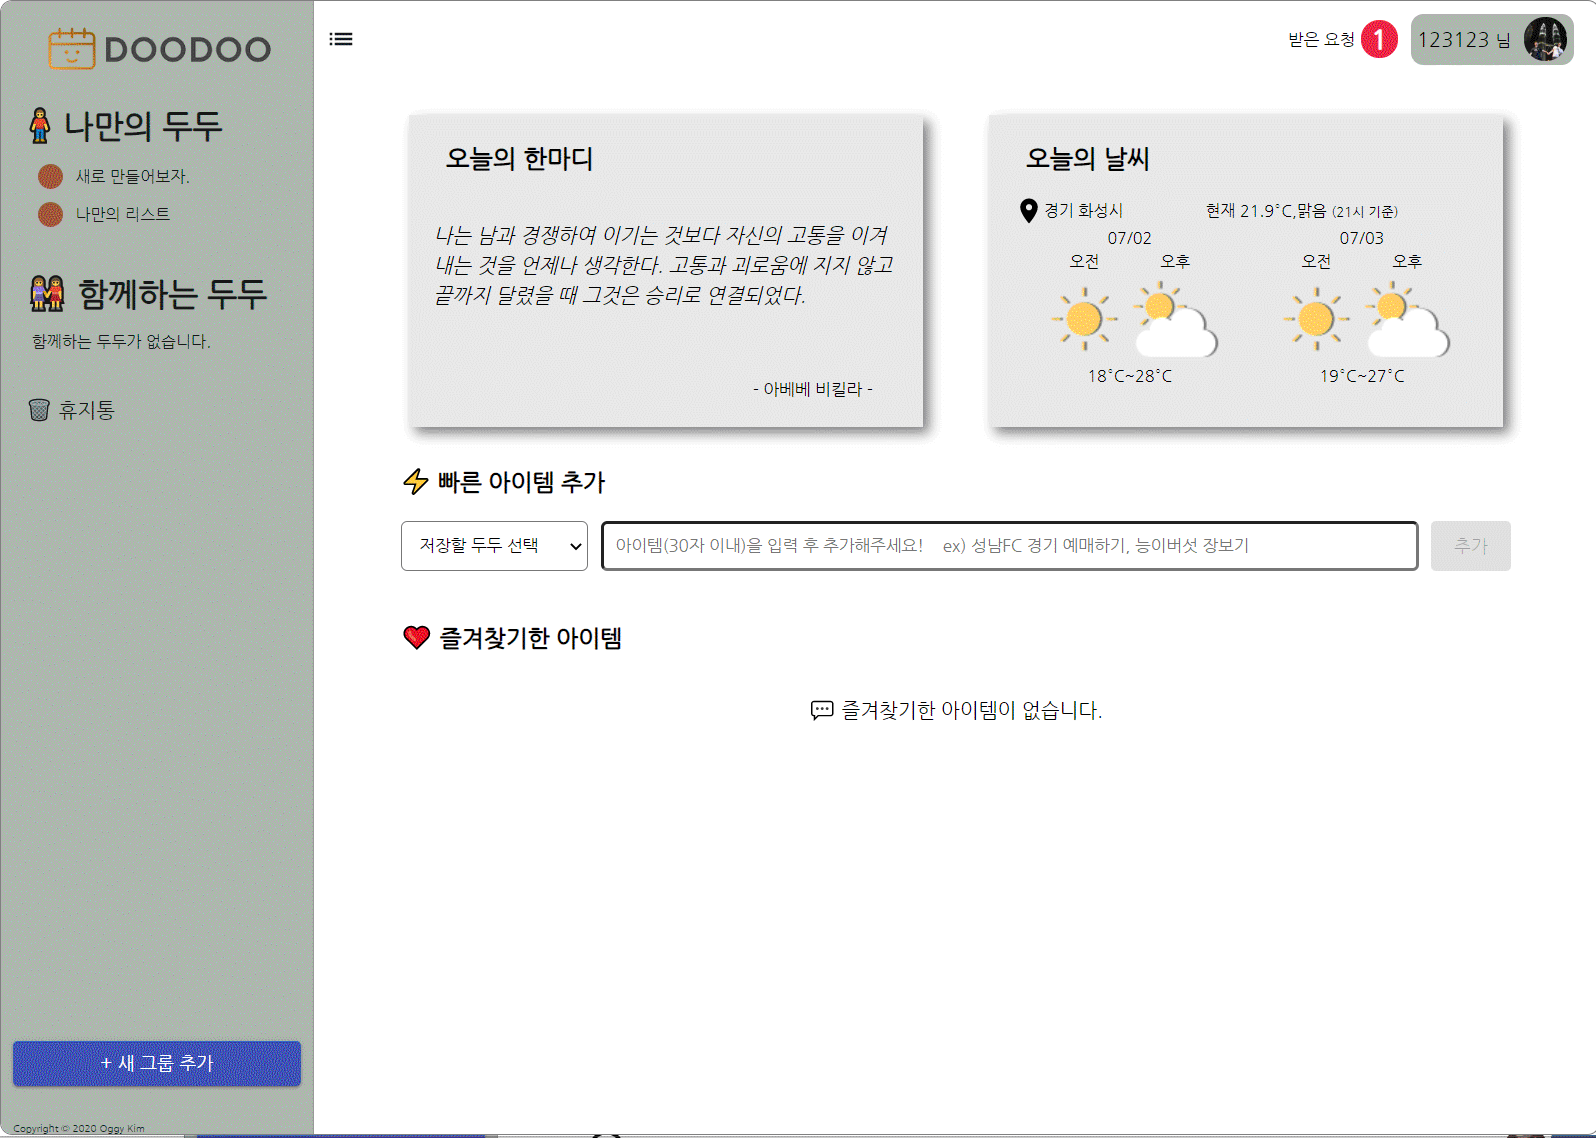 DOODOO
받은 요청 1
123123 님
나만의 두두
새로 만들어보자.
나만의 리스트
함께하는 두두
함께하는 두두가 없습니다.
휴지통
+ 새 그룹 추가
Copyright © 2020 Oggy Kim
오늘의 한마디
나는 남과 경쟁하여 이기는 것보다 자신의 고통을 이겨
내는 것을 언제나 생각한다. 고통과 괴로움에 지지 않고
끝까지 달렸을 때 그것은 승리로 연결되었다.
- 아베베 비킬라 -
오늘의 날씨
경기 화성시 현재 21.9°C,맑음 (21시 기준)
07/02 07/03
오전 오후 오전 오후
18°C~28°C 19°C~27°C
빠른 아이템 추가
저장할 두두 선택 아이템(30자 이내)을 입력 후 추가해주세요! ex) 성남FC 경기 예매하기, 능이버섯 장보기 추가
즐겨찾기한 아이템
즐겨찾기한 아이템이 없습니다.